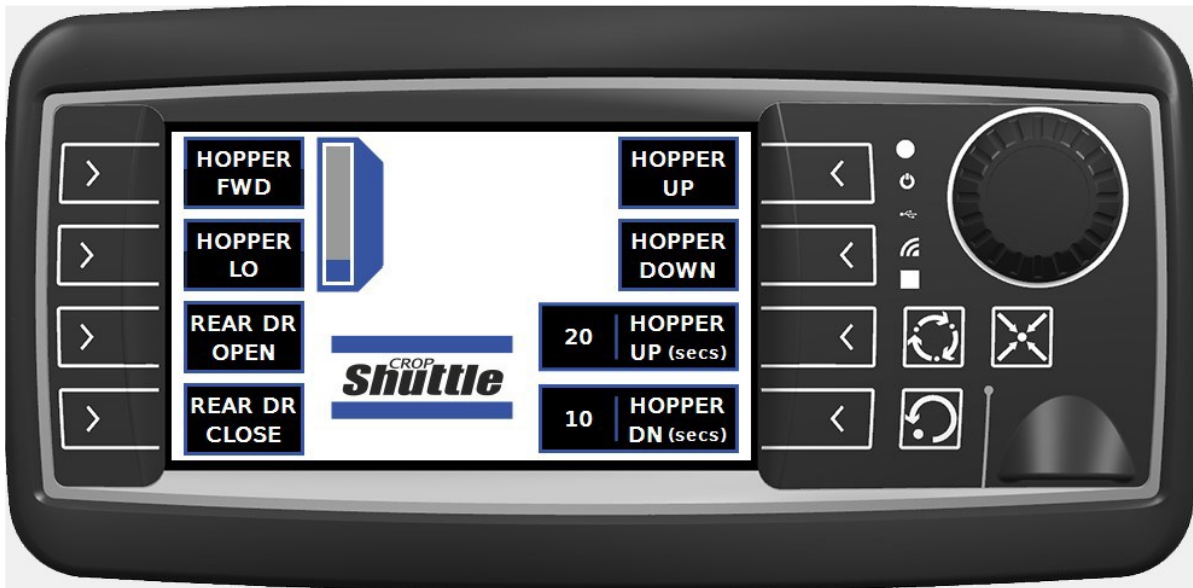 HOPPER
FWD
HOPPER
LO
REAR DR
OPEN
REAR DR
CLOSE
CROP
Shuttle
HOPPER
UP
HOPPER
DOWN
20 HOPPER
UP (secs)
10 HOPPER
DN (secs)